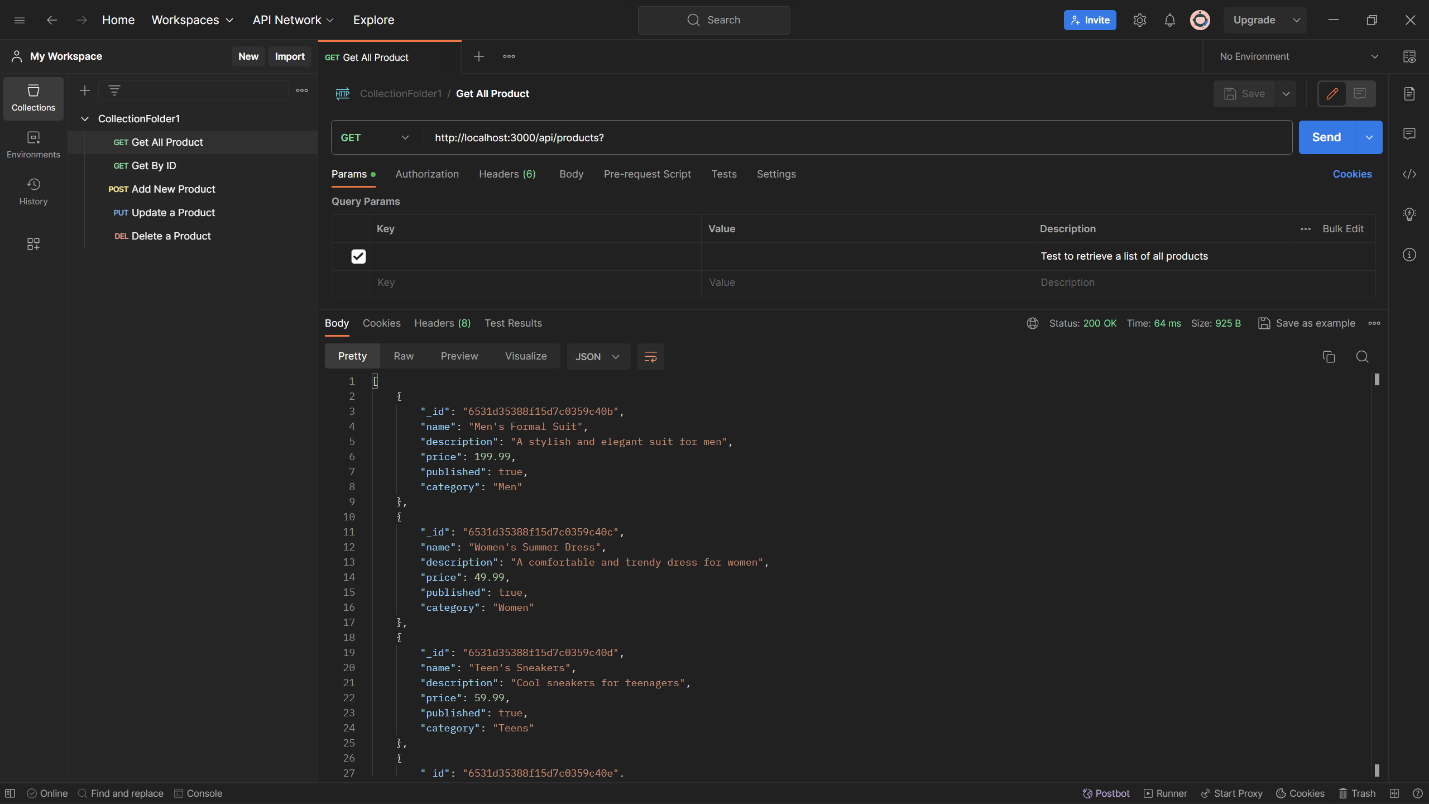 Home Workspaces API Network Explore Search Invite Upgrade
My Workspace New Import GET Get All Product No Environment
Collections
Environments
History
CollectionFolder1
GET Get All Product
GET Get By ID
POST Add New Product
PUT Update a Product
DEL Delete a Product
HTTP CollectionFolder1 / Get All Product Save
GET http://localhost:3000/api/products? Send
Params Authorization Headers (6) Body Pre-request Script Tests Settings Cookies
Query Params
Key Value Description Bulk Edit
Test to retrieve a list of all products
Key Value Description
Body Cookies Headers (8) Test Results Status: 200 OK Time: 64 ms Size: 925 B Save as example
Pretty Raw Preview Visualize JSON
1 [
2 {
3 "_id": "6531d35388f15d7c0359c40b",
4 "name": "Men's Formal Suit",
5 "description": "A stylish and elegant suit for men",
6 "price": 199.99,
7 "published": true,
8 "category": "Men"
9 },
10 {
11 "_id": "6531d35388f15d7c0359c40c",
12 "name": "Women's Summer Dress",
13 "description": "A comfortable and trendy dress for women",
14 "price": 49.99,
15 "published": true,
16 "category": "Women"
17 },
18 {
19 "_id": "6531d35388f15d7c0359c40d",
20 "name": "Teen's Sneakers",
21 "description": "Cool sneakers for teenagers",
22 "price": 59.99,
23 "published": true,
24 "category": "Teens"
25 },
26 {
27 "_id": "6531d35388f15d7c0359c40e",
Online Find and replace Console Postbot Runner Start Proxy Cookies Trash